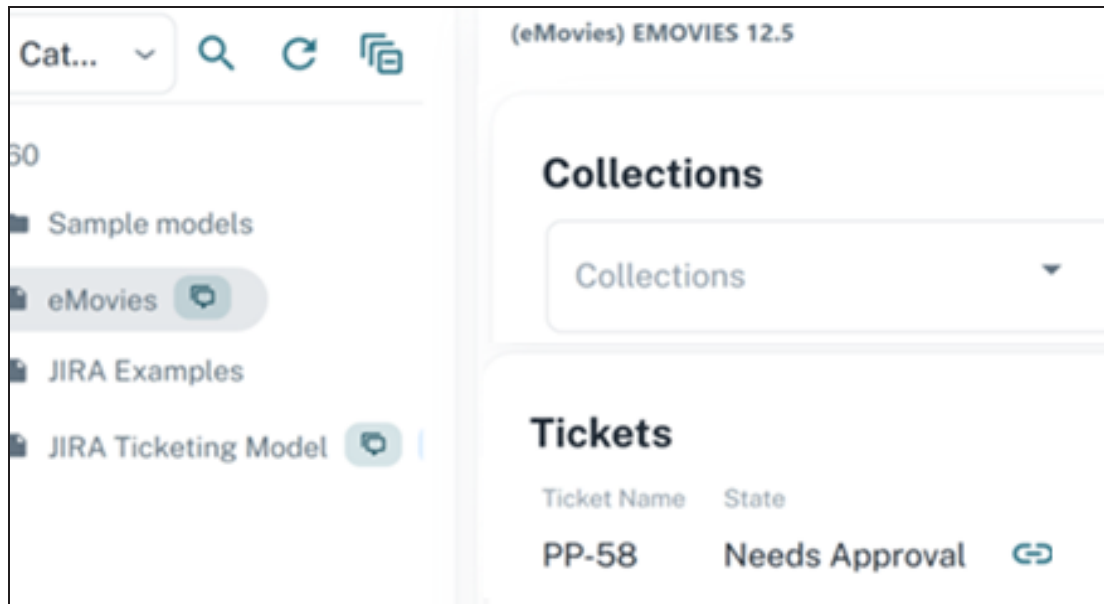 Cat...
60
Sample models
eMovies
JIRA Examples
JIRA Ticketing Model
(eMovies) EMOVIES 12.5
Collections
Collections
Tickets
Ticket Name State
PP-58 Needs Approval